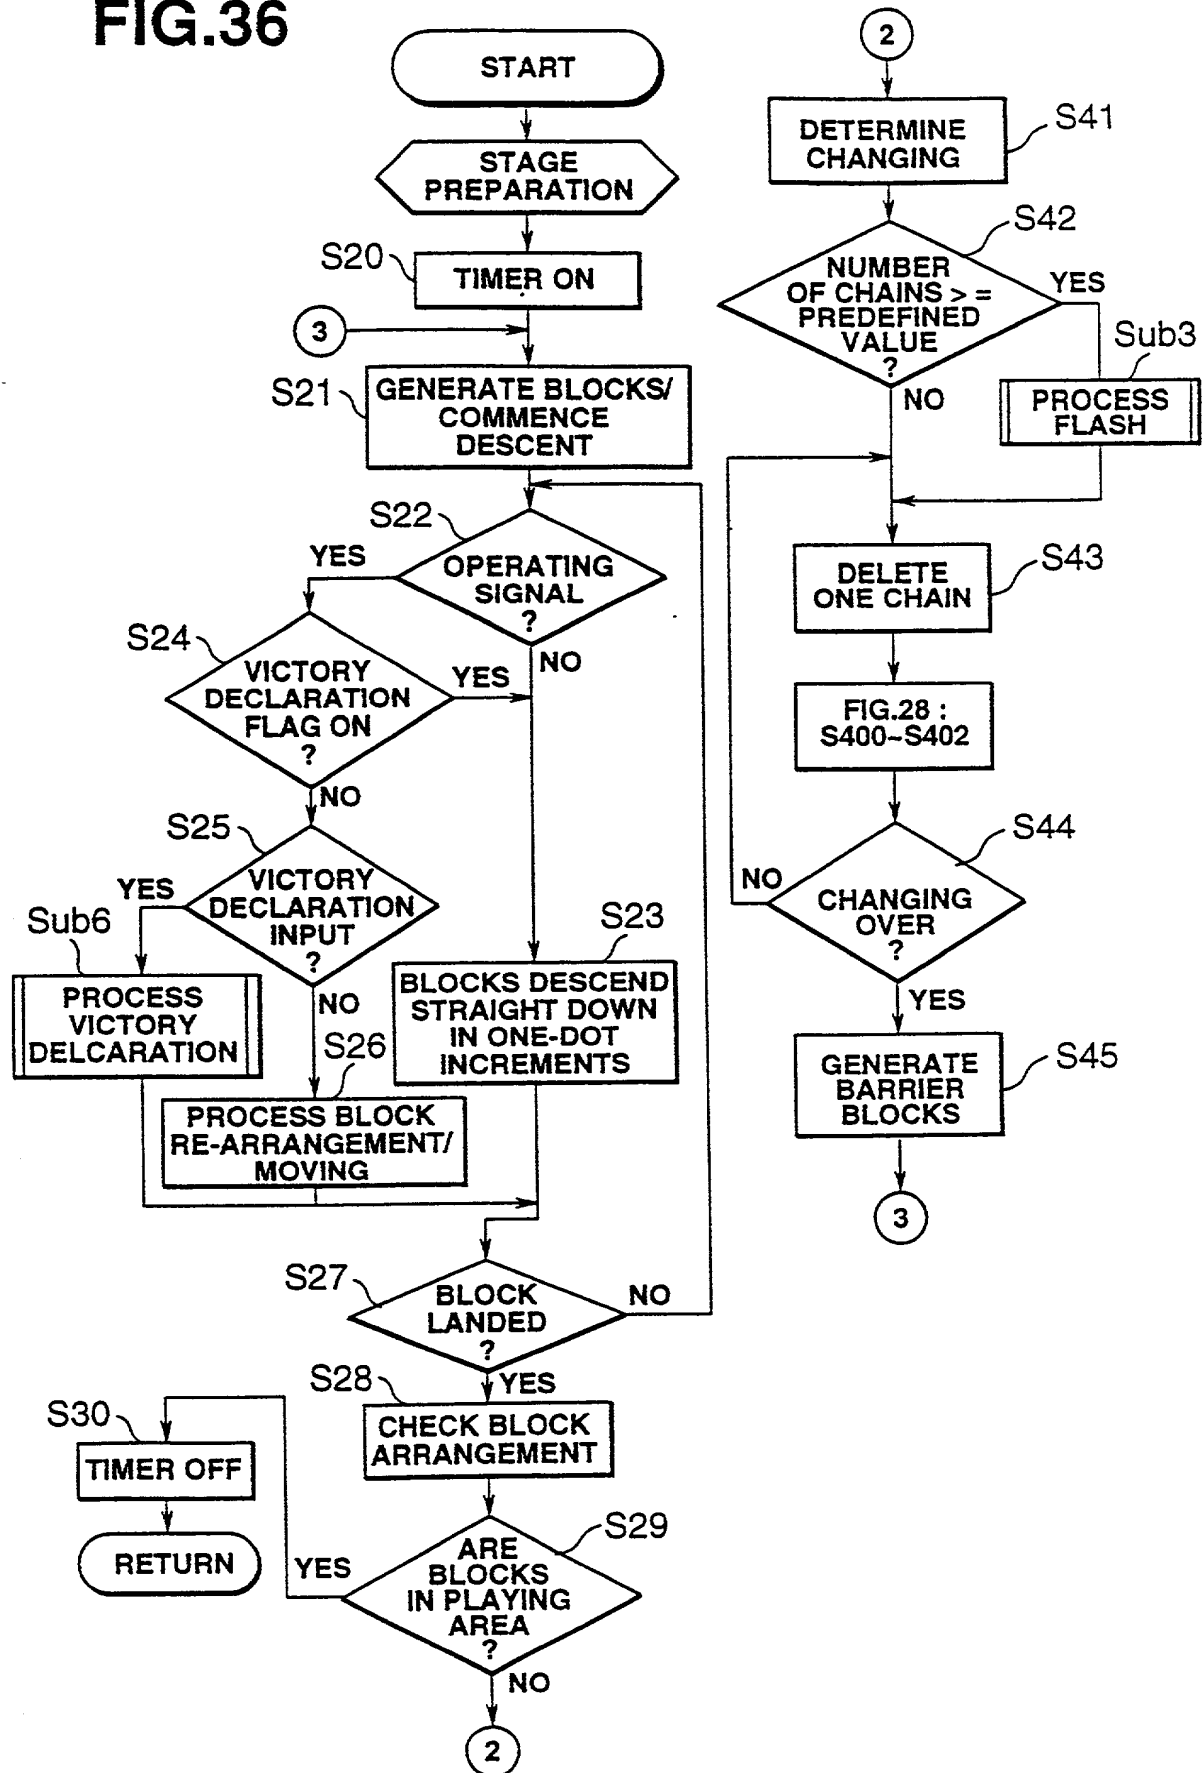 FIG.36
START
STAGE
PREPARATION
S20
TIMER ON
3
S21
GENERATE BLOCKS/
COMMENCE
DESCENT
S22
YES
OPERATING
SIGNAL
?
NO
S24
VICTORY
DECLARATION
FLAG ON
?
YES
NO
S25
YES
VICTORY
DECLARATION
INPUT
?
NO
Sub6
PROCESS
VICTORY
DELCARATION
S26
PROCESS BLOCK
RE-ARRANGEMENT/
MOVING
S23
BLOCKS DESCEND
STRAIGHT DOWN
IN ONE-DOT
INCREMENTS
S27
BLOCK
LANDED
?
NO
YES
S28
CHECK BLOCK
ARRANGEMENT
S29
ARE
BLOCKS
IN PLAYING
AREA
?
YES
NO
S30
TIMER OFF
RETURN
2
2
S41
DETERMINE
CHANGING
S42
NUMBER
OF CHAINS > =
PREDEFINED
VALUE
?
YES
NO
Sub3
PROCESS
FLASH
S43
DELETE
ONE CHAIN
FIG.28 :
S400~S402
S44
NO
CHANGING
OVER
?
YES
S45
GENERATE
BARRIER
BLOCKS
3